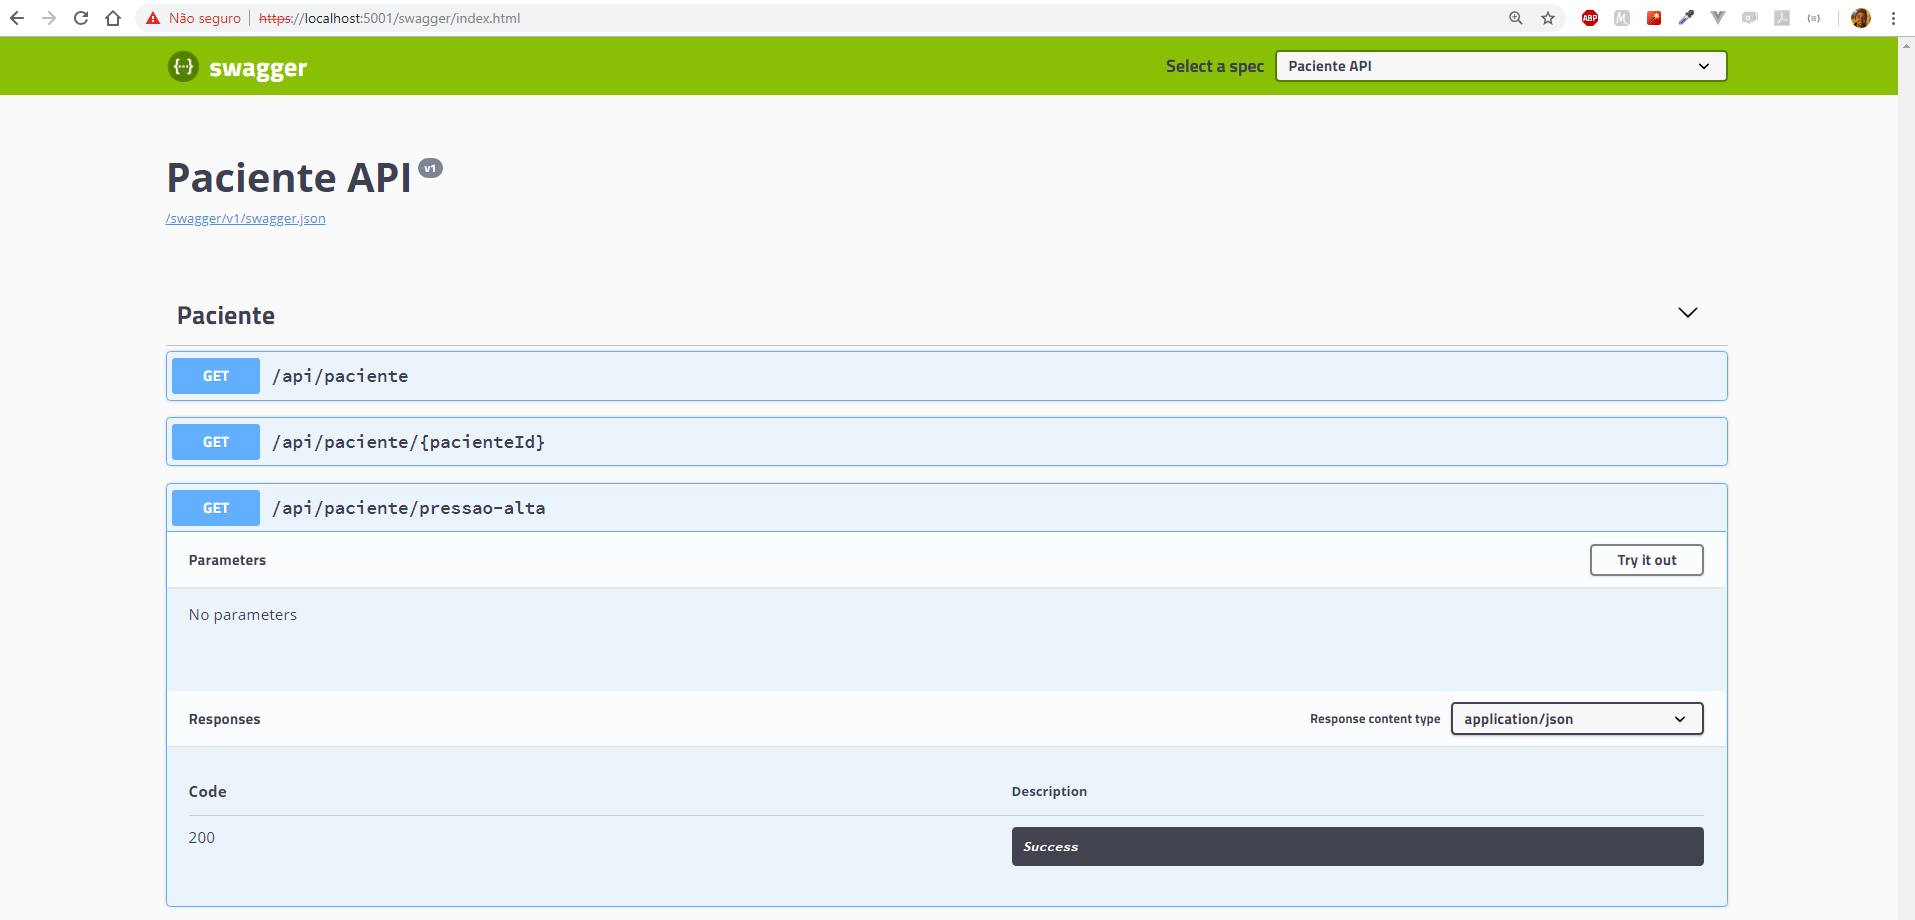 Não seguro https://localhost:5001/swagger/index.html
ABP
{···} swagger Select a spec Paciente API
Paciente API v1
/swagger/v1/swagger.json
Paciente
GET /api/paciente
GET /api/paciente/{pacienteId}
GET /api/paciente/pressao-alta
Parameters Try it out
No parameters
Responses Response content type application/json
Code Description
200 Success